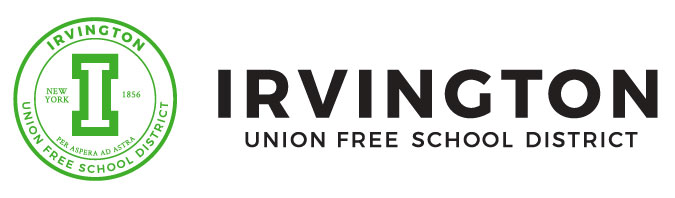 IRVINGTON
NEW YORK
I
1856
PER ASPERA AD ASTRA
UNION FREE SCHOOL DISTRICT
IRVINGTON
UNION FREE SCHOOL DISTRICT